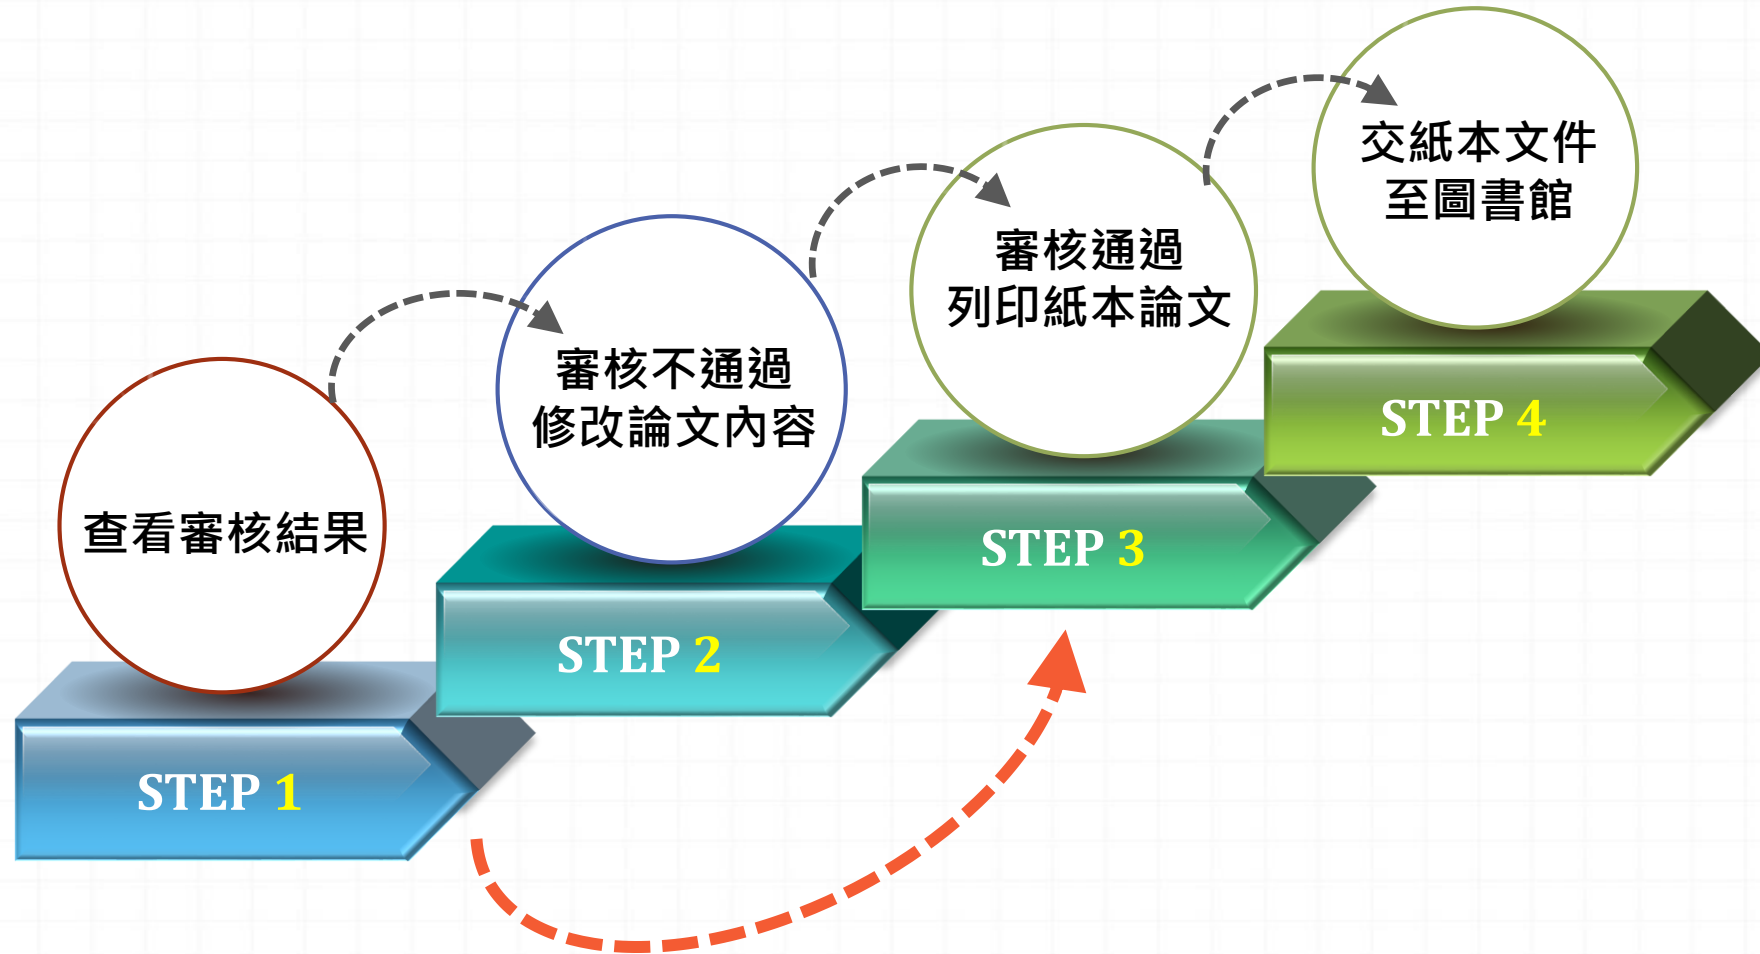 查看審核結果
STEP 1
審核不通過
修改論文內容
STEP 2
審核通過
列印紙本論文
STEP 3
交紙本文件
至圖書館
STEP 4